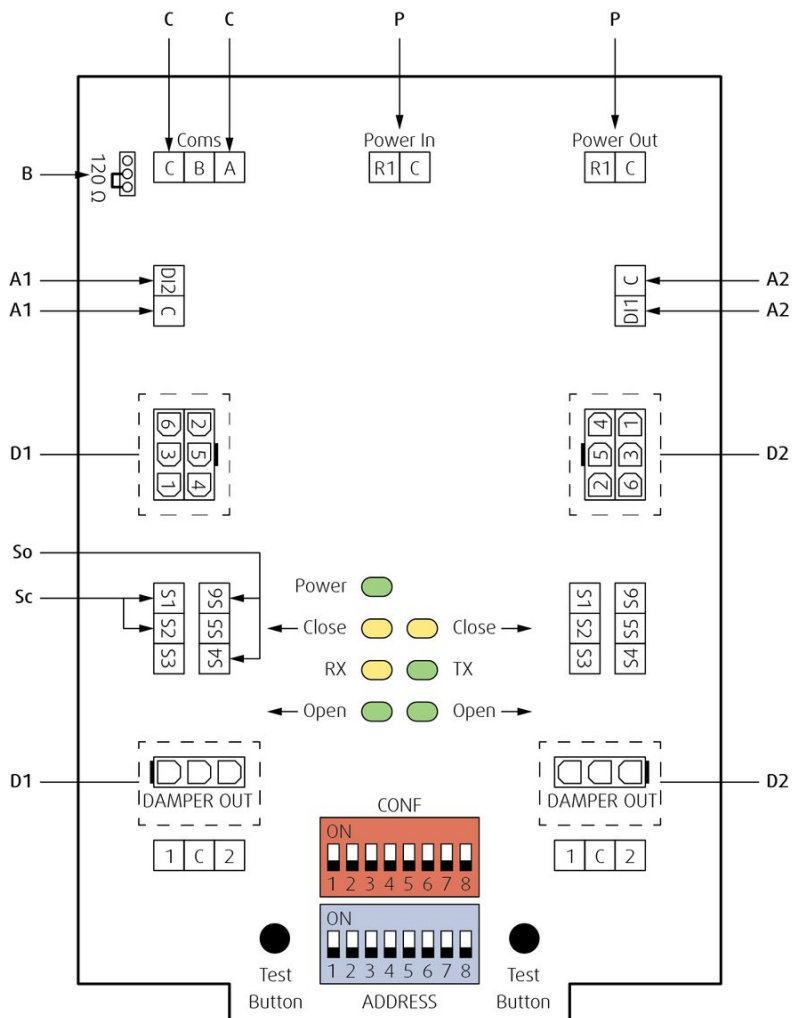 C C P P
Coms Power In Power Out
B 120 Ω C B A R1 C R1 C
A1 DI2 C A2
A1 C DI1 A2
6 2 4 1
D1 3 5 5 3 D2
1 4 2 6
So
Power
Sc S1 S6 S1 S6
Close Close
S2 S5 S2 S5
S3 S4 RX TX S3 S4
Open Open
D1 D2
DAMPER OUT DAMPER OUT
CONF
1 C 2 ON 1 C 2
1 2 3 4 5 6 7 8
ON
1 2 3 4 5 6 7 8
Test Test
Button ADDRESS Button